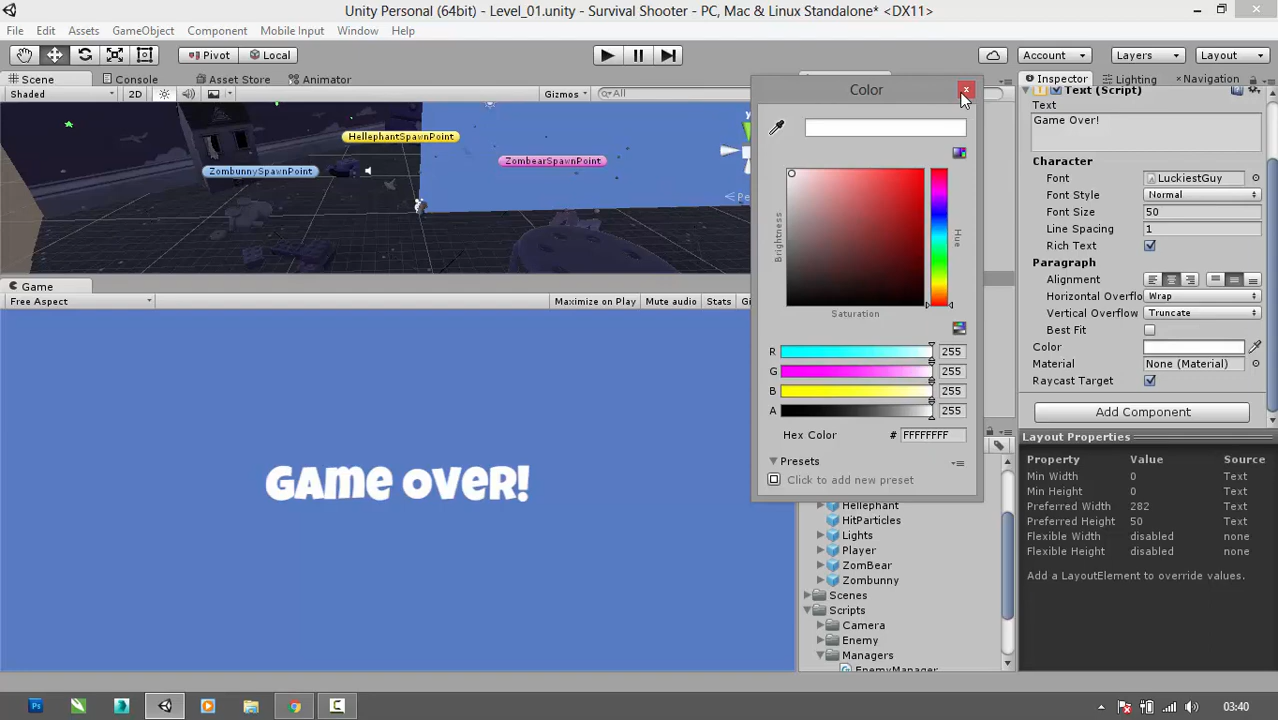 Unity Personal (64bit) - Level_01.unity - Survival Shooter - PC, Mac & Linux Standalone* <DX11>
File Edit Assets GameObject Component Mobile Input Window Help
Pivot Local Account Layers Layout
Scene Console Asset Store Animator
Shaded 2D Gizmos All
HellephantSpawnPoint
ZombearSpawnPoint
ZombunnySpawnPoint
y
Pe
Game
Free Aspect Maximize on Play Mute audio Stats Gi
Game Over!
Color
x
Brightness
Hue
Saturation
R 255
G 255
B 255
A 255
Hex Color # FFFFFFFF
Presets
Click to add new preset
Hellephant
HitParticles
Lights
Player
ZomBear
Zombunny
Scenes
Scripts
Camera
Enemy
Managers
EnemyManager
Inspector Lighting Navigation
Text (Script)
Text
Game Over!
Character
Font LuckiestGuy
Font Style Normal
Font Size 50
Line Spacing 1
Rich Text
Paragraph
Alignment
Horizontal Overflo Wrap
Vertical Overflow Truncate
Best Fit
Color
Material None (Material)
Raycast Target
Add Component
Layout Properties
Property Value Source
Min Width 0 Text
Min Height 0 Text
Preferred Width 282 Text
Preferred Height 50 Text
Flexible Width disabled none
Flexible Height disabled none
Add a LayoutElement to override values.
Ps
03:40